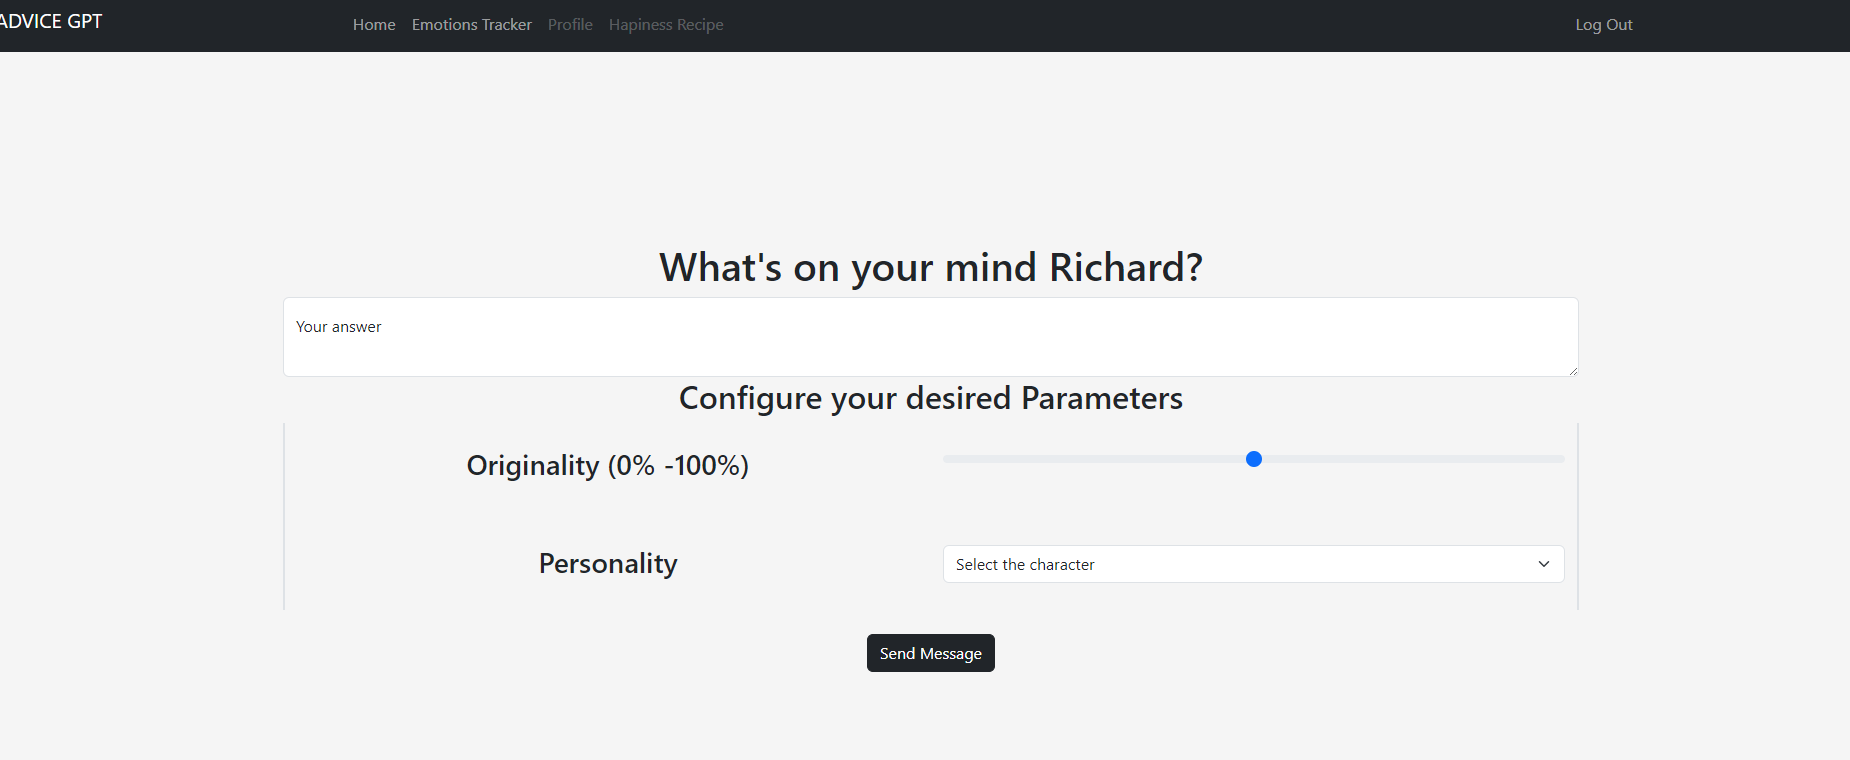 ADVICE GPT Home Emotions Tracker Profile Hapiness Recipe Log Out
What's on your mind Richard?
Your answer
Configure your desired Parameters
Originality (0% -100%)
Personality Select the character
Send Message